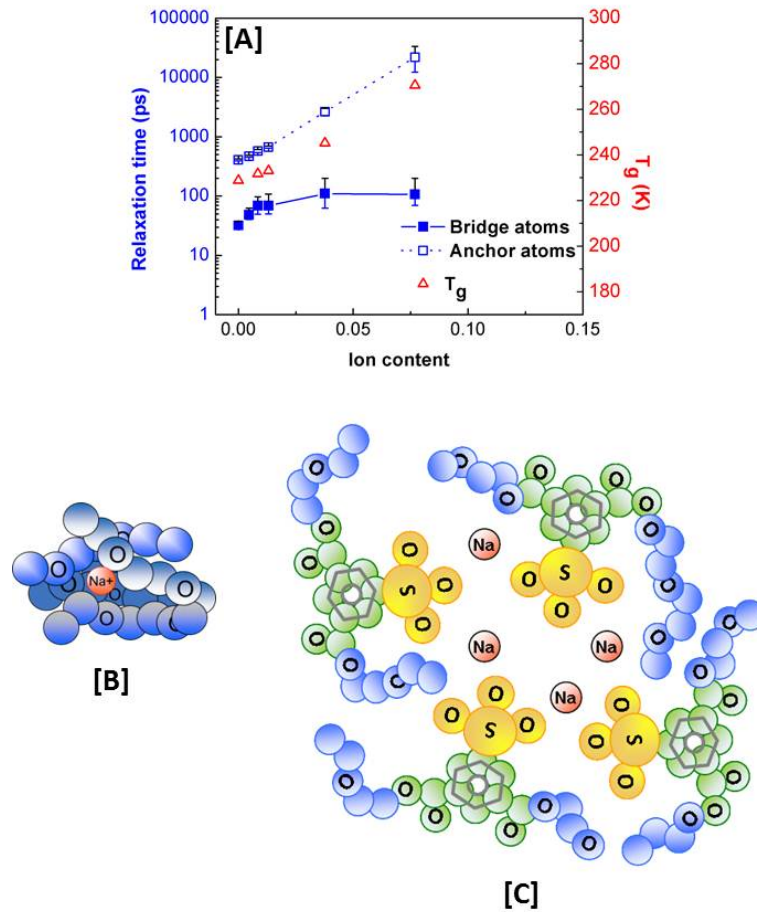 [A]
100000
10000
1000
100
10
1
Relaxation time (ps)
300
280
260
240
220
200
180
Tg (K)
Bridge atoms
Anchor atoms
Tg
0.00
0.05
0.10
0.15
Ion content
O
O
Na+
O
O
O
O
[B]
O
O
O
O
O
O
O
O
O
Na
O
O
O
S
O
S
O
O
O
O
O
Na
Na
O
O
O
Na
O
O
O
O
S
O
O
S
O
O
O
O
O
O
O
O
O
[C]